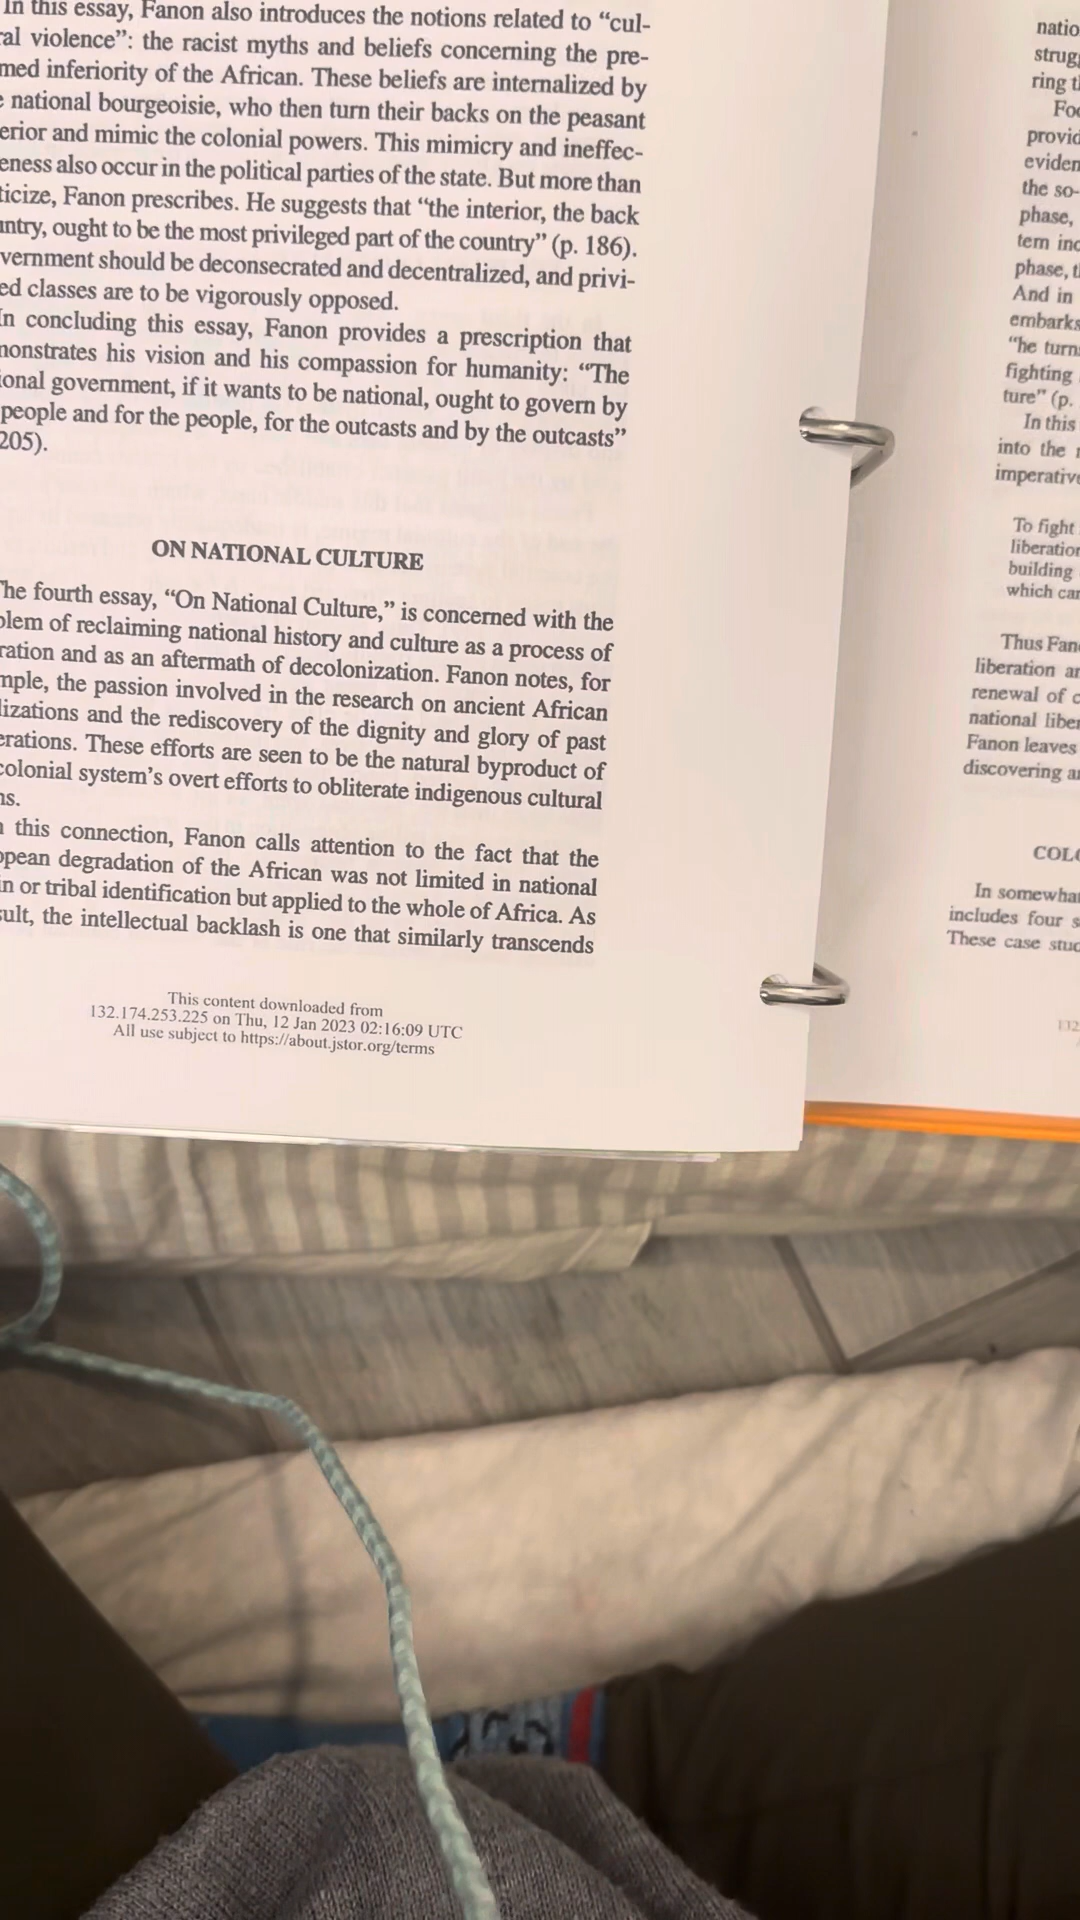 In this essay, Fanon also introduces the notions related to “cul-
ral violence”: the racist myths and beliefs concerning the pre-
med inferiority of the African. These beliefs are internalized by
e national bourgeoisie, who then turn their backs on the peasant
erior and mimic the colonial powers. This mimicry and ineffec-
eness also occur in the political parties of the state. But more than
ticize, Fanon prescribes. He suggests that “the interior, the back
untry, ought to be the most privileged part of the country” (p. 186).
vernment should be deconsecrated and decentralized, and privi-
ed classes are to be vigorously opposed.
In concluding this essay, Fanon provides a prescription that
monstrates his vision and his compassion for humanity: “The
ional government, if it wants to be national, ought to govern by
people and for the people, for the outcasts and by the outcasts”
205).
ON NATIONAL CULTURE
The fourth essay, “On National Culture,” is concerned with the
blem of reclaiming national history and culture as a process of
ration and as an aftermath of decolonization. Fanon notes, for
mple, the passion involved in the research on ancient African
lizations and the rediscovery of the dignity and glory of past
erations. These efforts are seen to be the natural byproduct of
colonial system’s overt efforts to obliterate indigenous cultural
ns.
n this connection, Fanon calls attention to the fact that the
opean degradation of the African was not limited in national
in or tribal identification but applied to the whole of Africa. As
sult, the intellectual backlash is one that similarly transcends
This content downloaded from
132.174.253.225 on Thu, 12 Jan 2023 02:16:09 UTC
All use subject to https://about.jstor.org/terms
natio
strug
ring t
Foc
provid
eviden
the so-
phase,
tem inc
phase, t
And in
embarks
“he turn
fighting
ture” (p.
In this
into the
imperative
To fight
liberation
building
which can
Thus Fan
liberation an
renewal of c
national liber
Fanon leaves
discovering a
COLO
In somewha
includes four s
These case stud
132